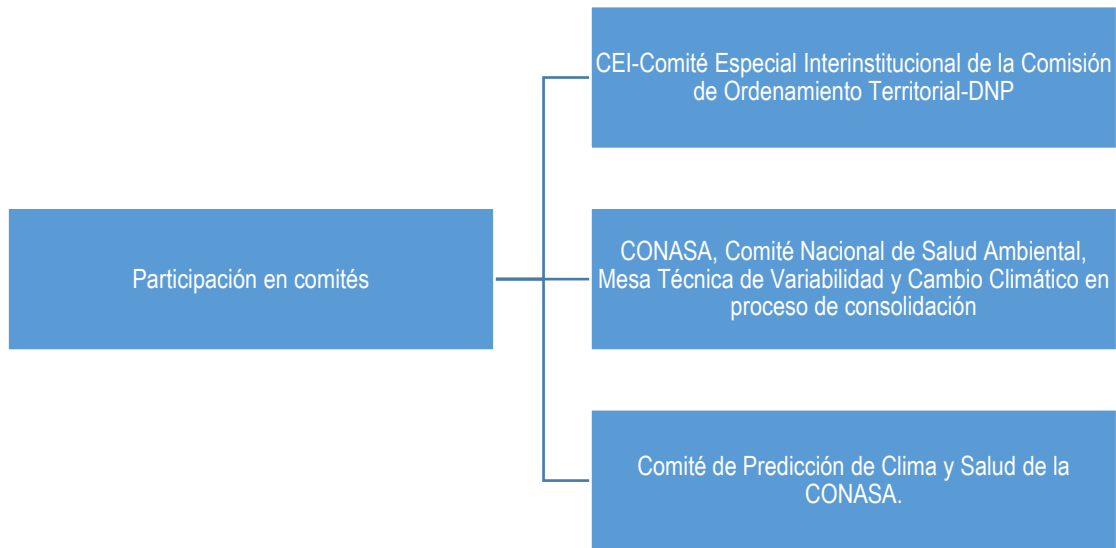 CEI-Comité Especial Interinstitucional de la Comisión
de Ordenamiento Territorial-DNP
Participación en comités
CONASA, Comité Nacional de Salud Ambiental,
Mesa Técnica de Variabilidad y Cambio Climático en
proceso de consolidación
Comité de Predicción de Clima y Salud de la
CONASA.